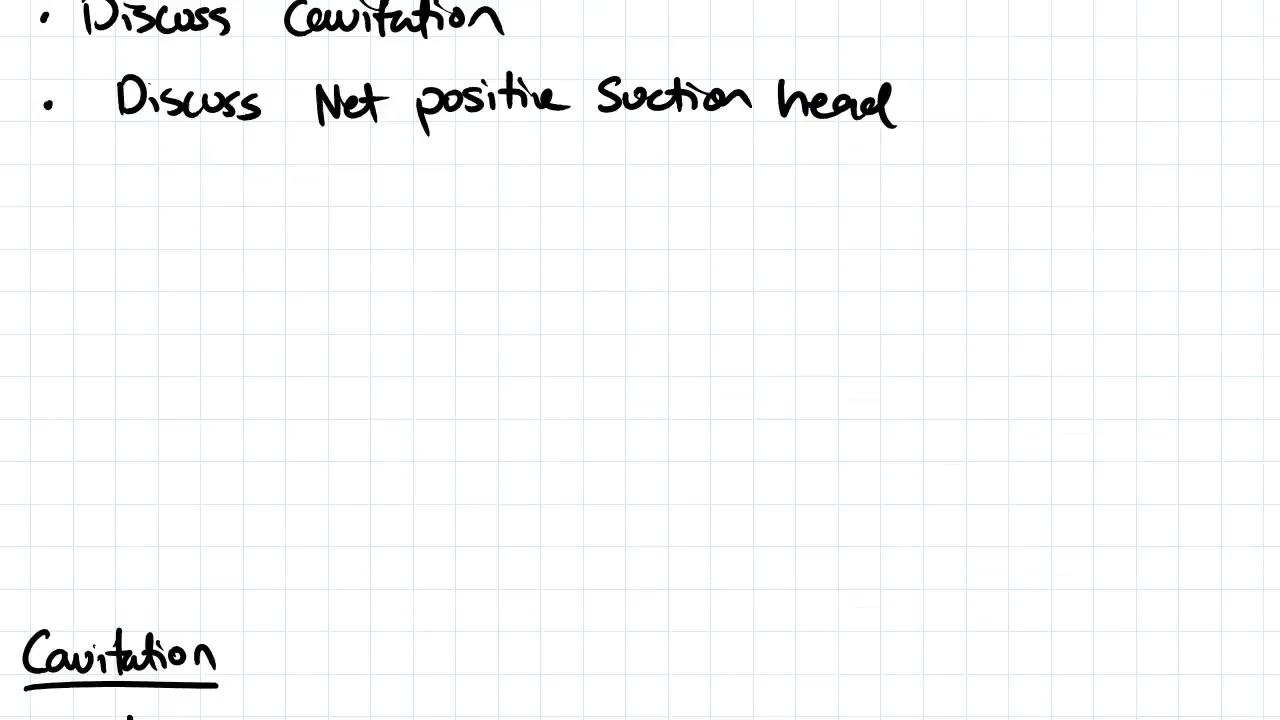 · Discuss Cavitation
· Discuss Net positive Suction head
Cavitation